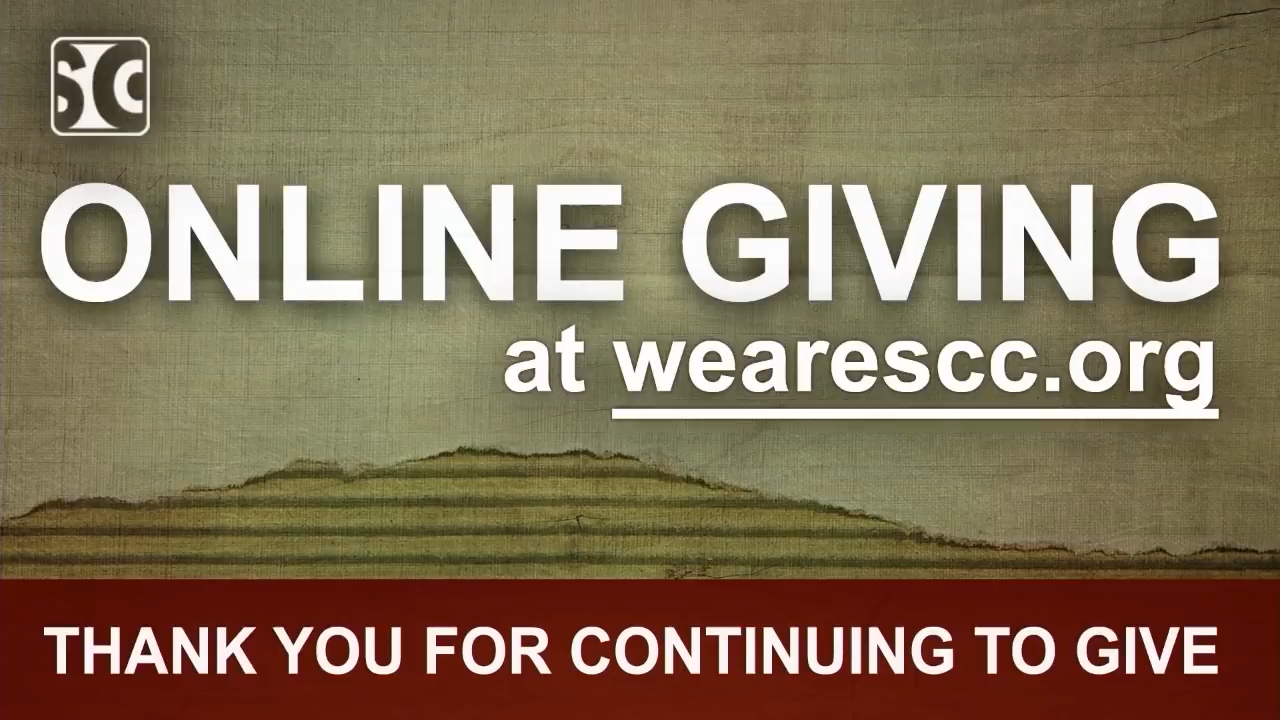 SCC
ONLINE GIVING
at wearescc.org
THANK YOU FOR CONTINUING TO GIVE